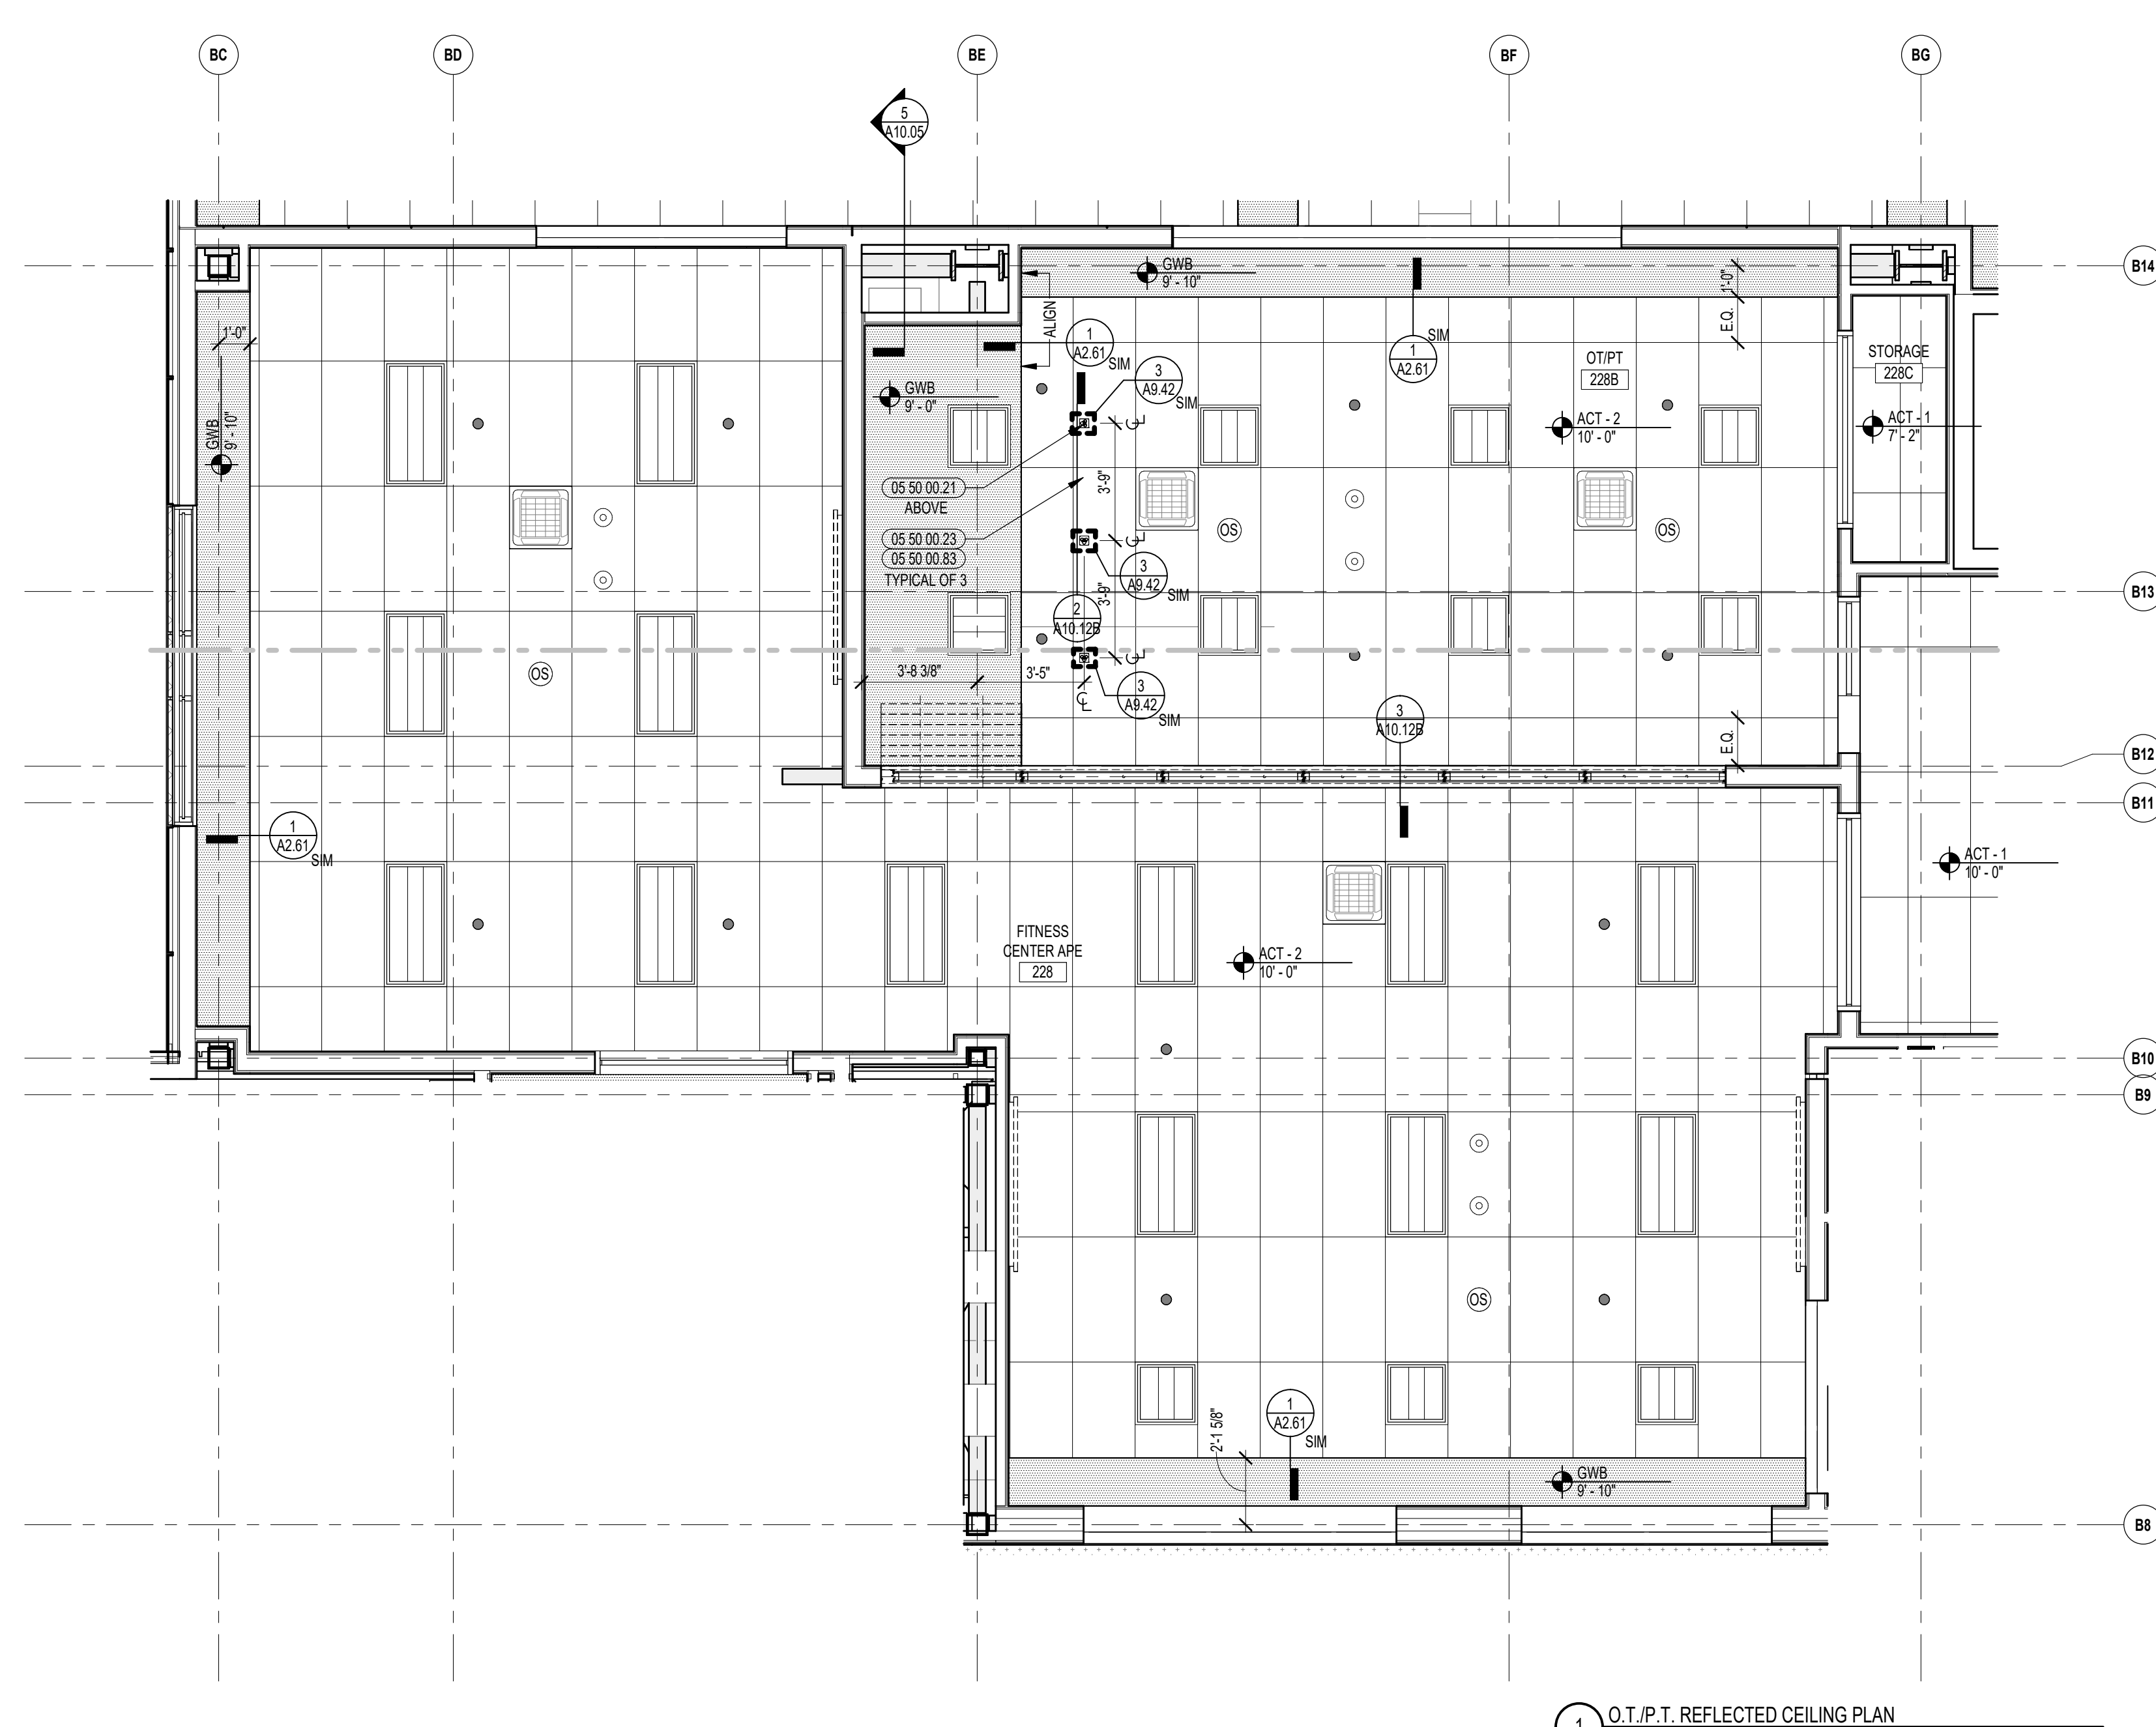 BC
BD
BE
BF
BG
5
A10.05
B14
GWB
9' - 10"
1'-0"
E.Q.
ALIGN
1
A2.61
SIM
1
A2.61
SIM
3
A9.42
SIM
OT/PT
228B
STORAGE
228C
1'-0"
GWB
9' - 10"
GWB
9' - 0"
ACT - 2
10' - 0"
ACT - 1
7' - 2"
05 50 00.21
ABOVE
3'-9"
OS
OS
05 50 00.23
05 50 00.83
TYPICAL OF 3
3
A9.42
SIM
3'-9"
B13
2
A10.12B
OS
3'-8 3/8"
3'-5"
3
A9.42
SIM
CL
3
A10.12B
E.Q.
B12
B11
1
A2.61
SIM
ACT - 1
10' - 0"
FITNESS
CENTER APE
228
ACT - 2
10' - 0"
B10
B9
OS
1
A2.61
SIM
2'-1 5/8"
GWB
9' - 10"
B8
1
O.T./P.T. REFLECTED CEILING PLAN